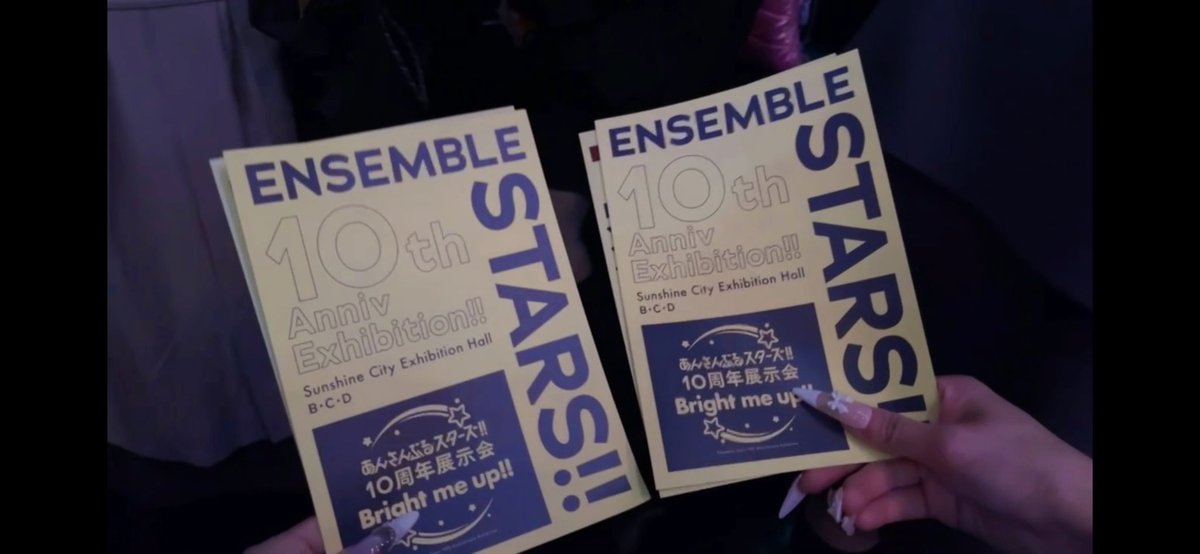 ENSEMBLE
STARS!!
10th
Anniv
Exhibition!!
Sunshine City Exhibition Hall
B・C・D
あんさんぶるスターズ!!
10周年展示会
Bright me up!!
ENSEMBLE
STARS!
10th
Anniv
Exhibition!!
Sunshine City Exhibition Hall
B・C・D
あんさんぶるスターズ!!
10周年展示会
Bright me up!!